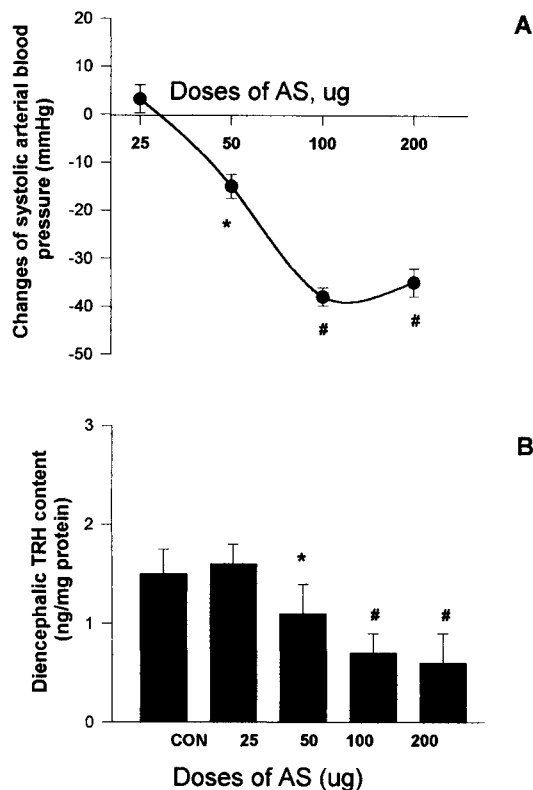 A
Changes of systolic arterial blood
pressure (mmHg)
20
10
0
-10
-20
-30
-40
-50
Doses of AS, ug
25 50 100 200
*
#
#
B
Diencephalic TRH content
(ng/mg protein)
3
2
1
0
*
#
#
CON 25 50 100 200
Doses of AS (ug)